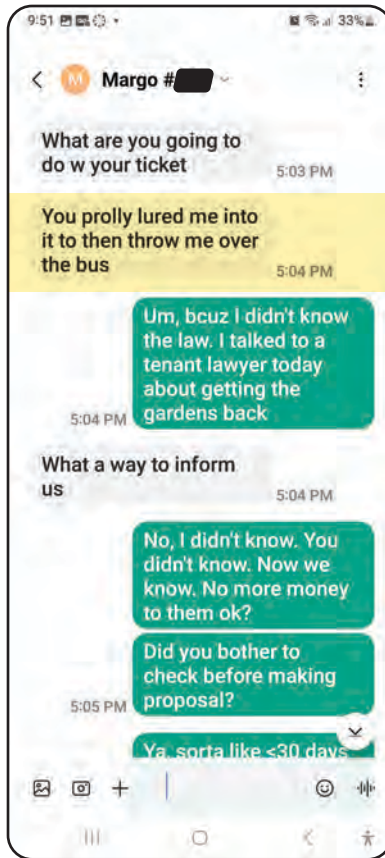 9:51
33%
M
Margo #
What are you going to
do w your ticket
5:03 PM
You prolly lured me into
it to then throw me over
the bus
5:04 PM
Um, bcuz I didn't know
the law. I talked to a
tenant lawyer today
about getting the
gardens back
5:04 PM
What a way to inform
us
5:04 PM
No, I didn't know. You
didn't know. Now we
know. No more money
to them ok?
Did you bother to
check before making
proposal?
5:05 PM
Ya, sorta like <30 days